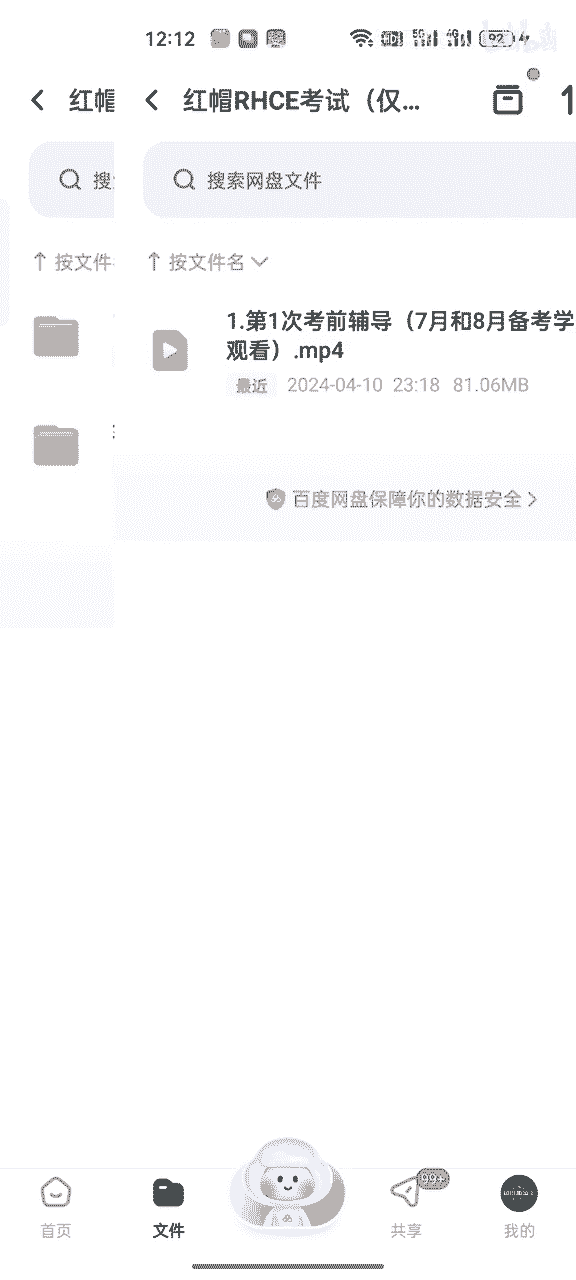 12:12
92
红帽
红帽RHCE考试（仅...
搜
搜索网盘文件
按文件
按文件名
1.第1次考前辅导（7月和8月备考学
观看）.mp4
最近 2024-04-10 23:18 81.06MB
百度网盘保障你的数据安全
99+
首页
文件
共享
我的